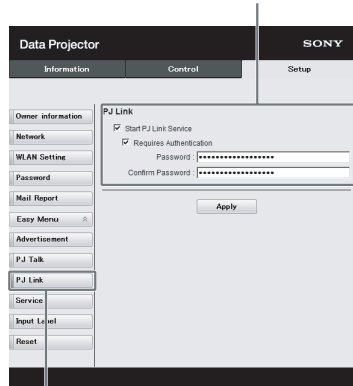 Data Projector
SONY
Information
Control
Setup
Owner information
Network
WLAN Setting
Password
Mail Report
Easy Menu
Advertisement
PJ Talk
PJ Link
Service
Input Label
Reset
PJ Link
Start PJ Link Service
Requires Authentication
Password :
Confirm Password :
Apply